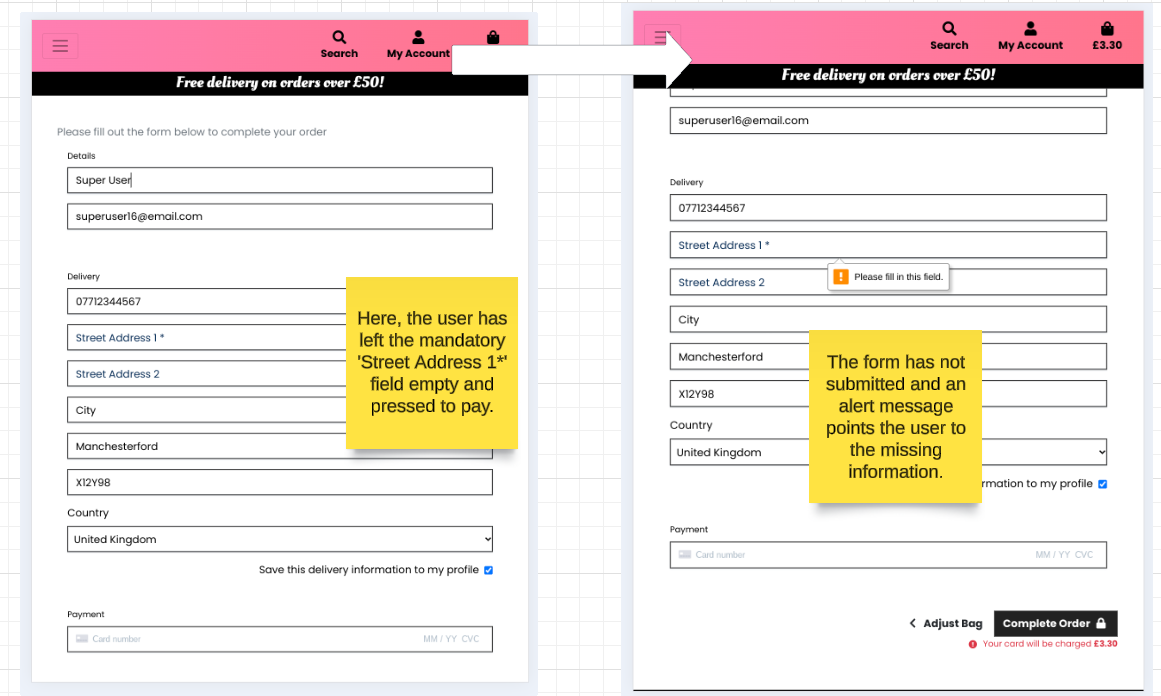 Search
My Account
Free delivery on orders over £50!
Please fill out the form below to complete your order
Details
Super User
superuser16@email.com
Delivery
07712344567
Street Address 1 *
Street Address 2
City
Manchesterford
X12Y98
Country
United Kingdom
Save this delivery information to my profile
Payment
Card number MM / YY CVC
Here, the user has
left the mandatory
'Street Address 1*'
field empty and
pressed to pay.
Search
My Account
£3.30
Free delivery on orders over £50!
superuser16@email.com
Delivery
07712344567
Street Address 1 *
Please fill in this field.
Street Address 2
City
Manchesterford
X12Y98
Country
United Kingdom
to my profile
Payment
Card number MM / YY CVC
Adjust Bag
Complete Order
Your card will be charged £3.30
The form has not
submitted and an
alert message
points the user to
the missing
information.